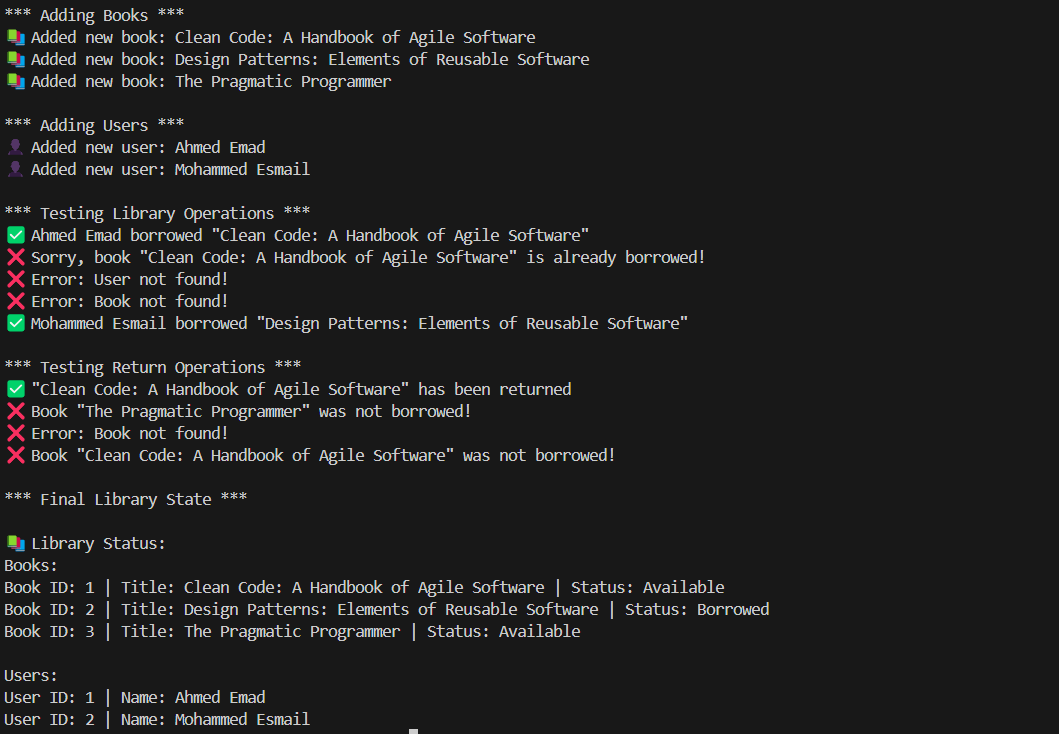 *** Adding Books ***
📚 Added new book: Clean Code: A Handbook of Agile Software
📚 Added new book: Design Patterns: Elements of Reusable Software
📚 Added new book: The Pragmatic Programmer
*** Adding Users ***
👤 Added new user: Ahmed Emad
👤 Added new user: Mohammed Esmail
*** Testing Library Operations ***
✅ Ahmed Emad borrowed "Clean Code: A Handbook of Agile Software"
❌ Sorry, book "Clean Code: A Handbook of Agile Software" is already borrowed!
❌ Error: User not found!
❌ Error: Book not found!
✅ Mohammed Esmail borrowed "Design Patterns: Elements of Reusable Software"
*** Testing Return Operations ***
✅ "Clean Code: A Handbook of Agile Software" has been returned
❌ Book "The Pragmatic Programmer" was not borrowed!
❌ Error: Book not found!
❌ Book "Clean Code: A Handbook of Agile Software" was not borrowed!
*** Final Library State ***
📚 Library Status:
Books:
Book ID: 1 | Title: Clean Code: A Handbook of Agile Software | Status: Available
Book ID: 2 | Title: Design Patterns: Elements of Reusable Software | Status: Borrowed
Book ID: 3 | Title: The Pragmatic Programmer | Status: Available
Users:
User ID: 1 | Name: Ahmed Emad
User ID: 2 | Name: Mohammed Esmail